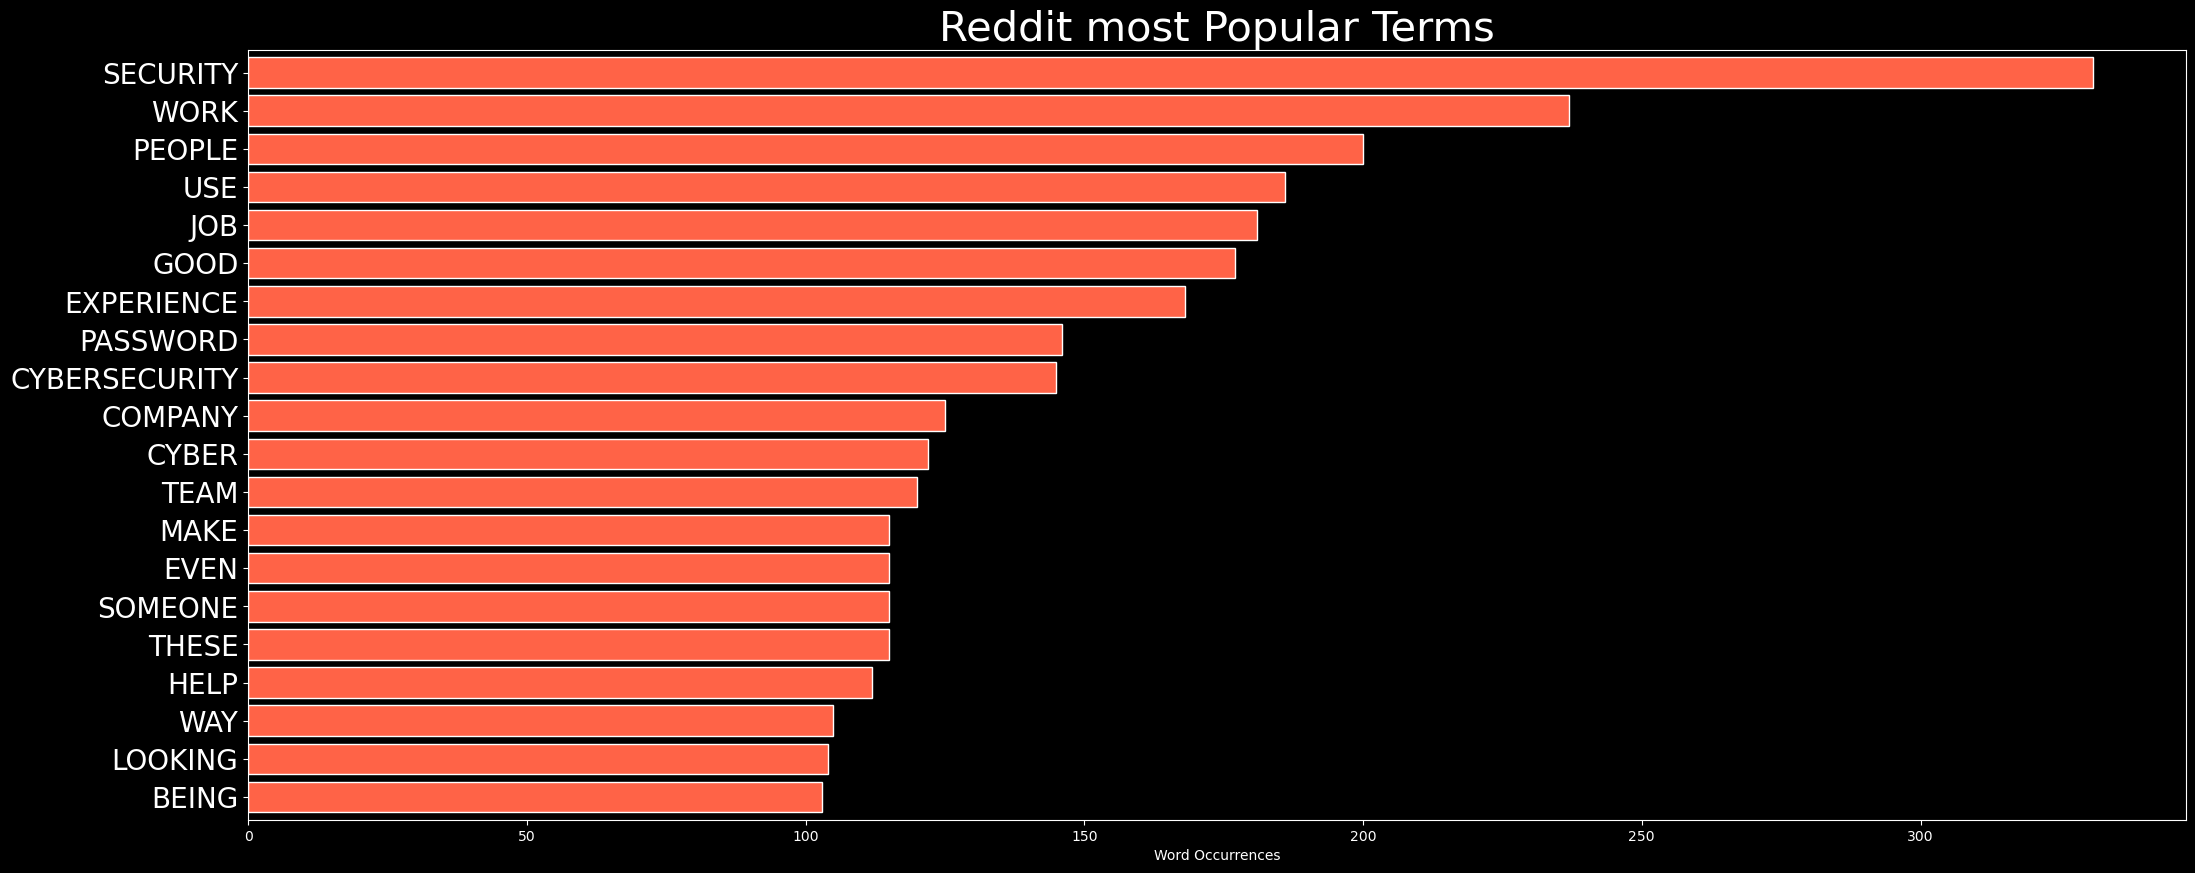 Reddit most Popular Terms
SECURITY
WORK
PEOPLE
USE
JOB
GOOD
EXPERIENCE
PASSWORD
CYBERSECURITY
COMPANY
CYBER
TEAM
MAKE
EVEN
SOMEONE
THESE
HELP
WAY
LOOKING
BEING
0 50 100 150 200 250 300
Word Occurrences